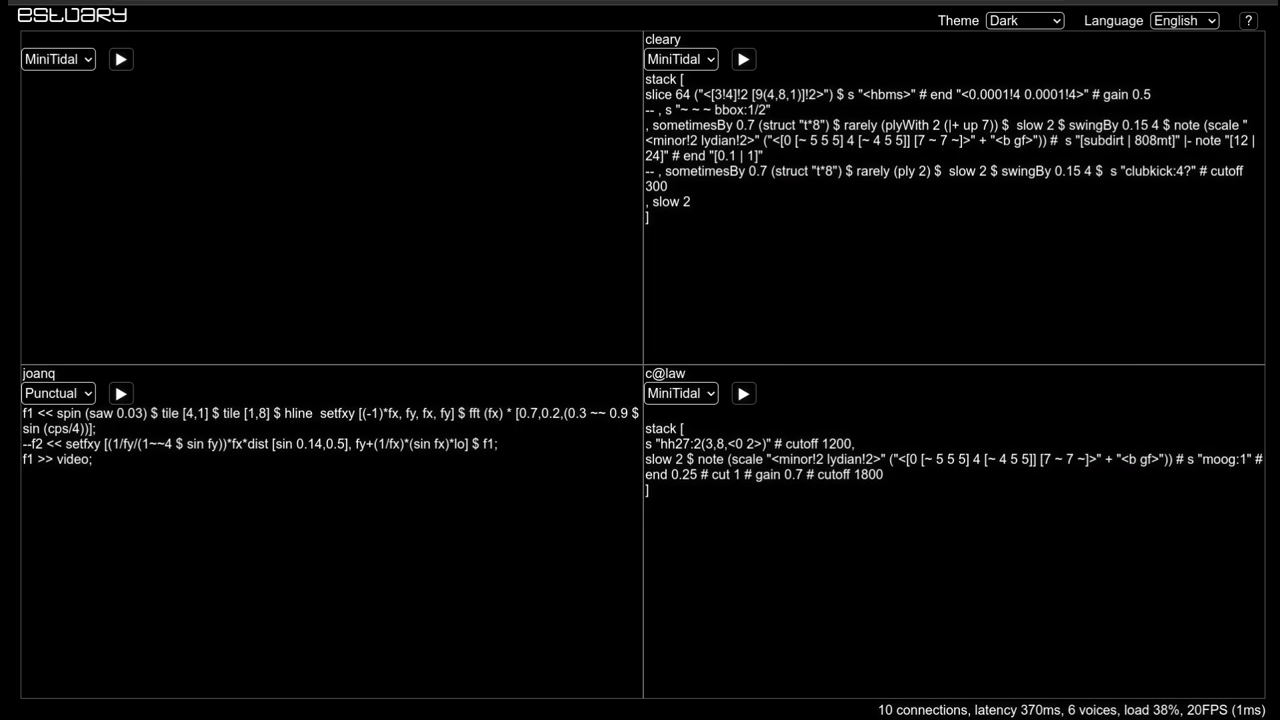 estuary
Theme Dark Language English ?
MiniTidal
cleary
MiniTidal
stack [
slice 64 ("<[3!4]!2 [9(4,8,1)]!2>") $ s "<hbms>" # end "<0.0001!4 0.0001!4>" # gain 0.5
-- , s "~ ~ ~ bbox:1/2"
, sometimesBy 0.7 (struct "t*8") $ rarely (plyWith 2 (|+ up 7)) $  slow 2 $ swingBy 0.15 4 $ note (scale "
<minor!2 lydian!2>" ("<[0 [~ 5 5 5] 4 [~ 4 5 5]] [7 ~ 7 ~]>" + "<b gf>")) #  s "[subdirt | 808mt]" |- note "[12 |
24]" # end "[0.1 | 1]"
-- , sometimesBy 0.7 (struct "t*8") $ rarely (ply 2) $  slow 2 $ swingBy 0.15 4 $  s "clubkick:4?" # cutoff
300
, slow 2
]
joanq
Punctual
f1 << spin (saw 0.03) $ tile [4,1] $ tile [1,8] $ hline  setfxy [(-1)*fx, fy, fx, fy] $ fft (fx) * [0.7,0.2,(0.3 ~~ 0.9 $
sin (cps/4))];
--f2 << setfxy [(1/fy/(1~~4 $ sin fy))*fx*dist [sin 0.14,0.5], fy+(1/fx)*(sin fx)*lo] $ f1;
f1 >> video;
c@law
MiniTidal
stack [
s "hh27:2(3,8,<0 2>)" # cutoff 1200,
slow 2 $ note (scale "<minor!2 lydian!2>" ("<[0 [~ 5 5 5] 4 [~ 4 5 5]] [7 ~ 7 ~]>" + "<b gf>")) # s "moog:1" #
end 0.25 # cut 1 # gain 0.7 # cutoff 1800
]
10 connections, latency 370ms, 6 voices, load 38%, 20FPS (1ms)